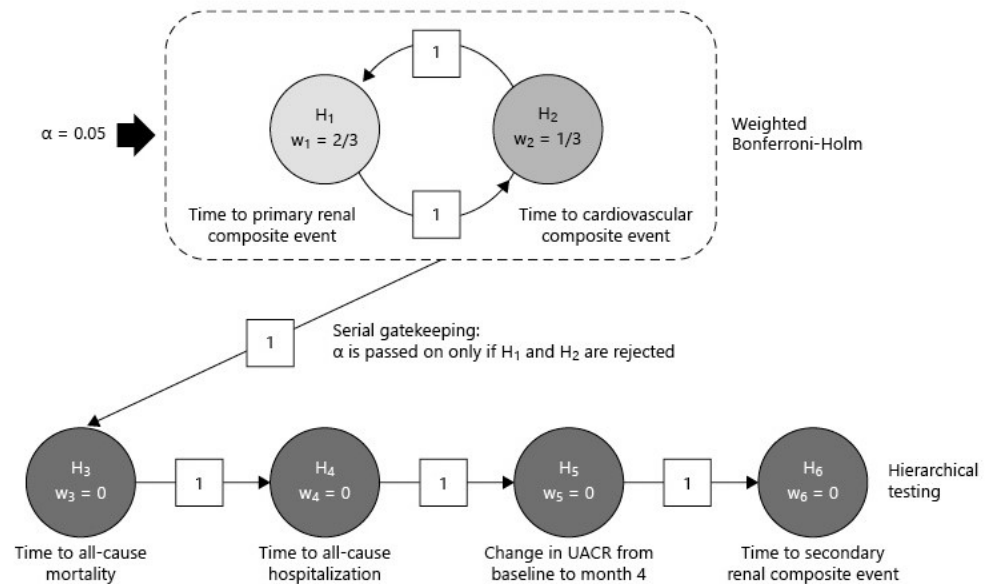 1
H₁
w₁ = 2/3
H₂
w₂ = 1/3
α = 0.05
Weighted
Bonferroni-Holm
1
Time to primary renal
composite event
Time to cardiovascular
composite event
1
Serial gatekeeping:
α is passed on only if H₁ and H₂ are rejected
H₃
w₃ = 0
1
H₄
w₄ = 0
1
H₅
w₅ = 0
1
H₆
w₆ = 0
Hierarchical
testing
Time to all-cause
mortality
Time to all-cause
hospitalization
Change in UACR from
baseline to month 4
Time to secondary
renal composite event